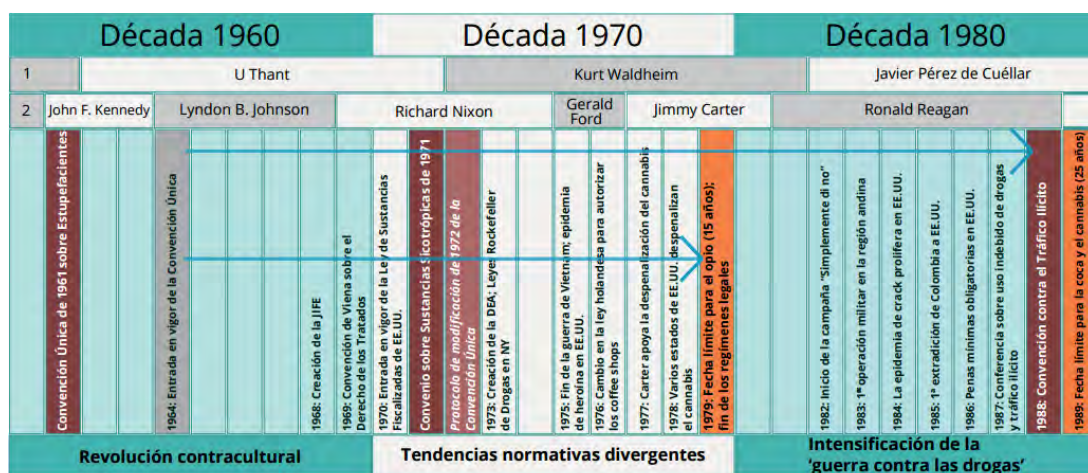 Década 1960
Década 1970
Década 1980
1
U Thant
Kurt Waldheim
Javier Pérez de Cuéllar
2
John F. Kennedy
Lyndon B. Johnson
Richard Nixon
Gerald
Ford
Jimmy Carter
Ronald Reagan
Convención Única de 1961 sobre Estupefacientes
1964: Entrada en vigor de la Convención Única
1968: Creación de la JIFE
1969: Convención de Viena sobre el
Derecho de los Tratados
1970: Entrada en vigor de la Ley de Sustancias
Fiscalizadas de EE.UU.
Convenio sobre Sustancias Sicotrópicas de 1971
Protocolo de modificación de 1972 de la
Convención Única
1973: Creación de la DEA; Leyes Rockefeller
de Drogas en NY
1975: Fin de la guerra de Vietnam; epidemia
de heroína en EE.UU.
1976: Cambio en la ley holandesa para autorizar
los coffee shops
1977: Carter apoya la despenalización del cannabis
1978: Varios estados de EE.UU. despenalizan
el cannabis
1979: Fecha límite para el opio (15 años);
fin de los regímenes legales
1982: Inicio de la campaña "Simplemente di no"
1983: 1ª operación militar en la región andina
1984: La epidemia de crack prolifera en EE.UU.
1985: 1ª extradición de Colombia a EE.UU.
1986: Penas mínimas obligatorias en EE.UU.
1987: Conferencia sobre uso indebido de drogas
y tráfico ilícito
1988: Convención contra el Tráfico Ilícito
1989: Fecha límite para la coca y el cannabis (25 años)
Revolución contracultural
Tendencias normativas divergentes
Intensificación de la
'guerra contra las drogas'